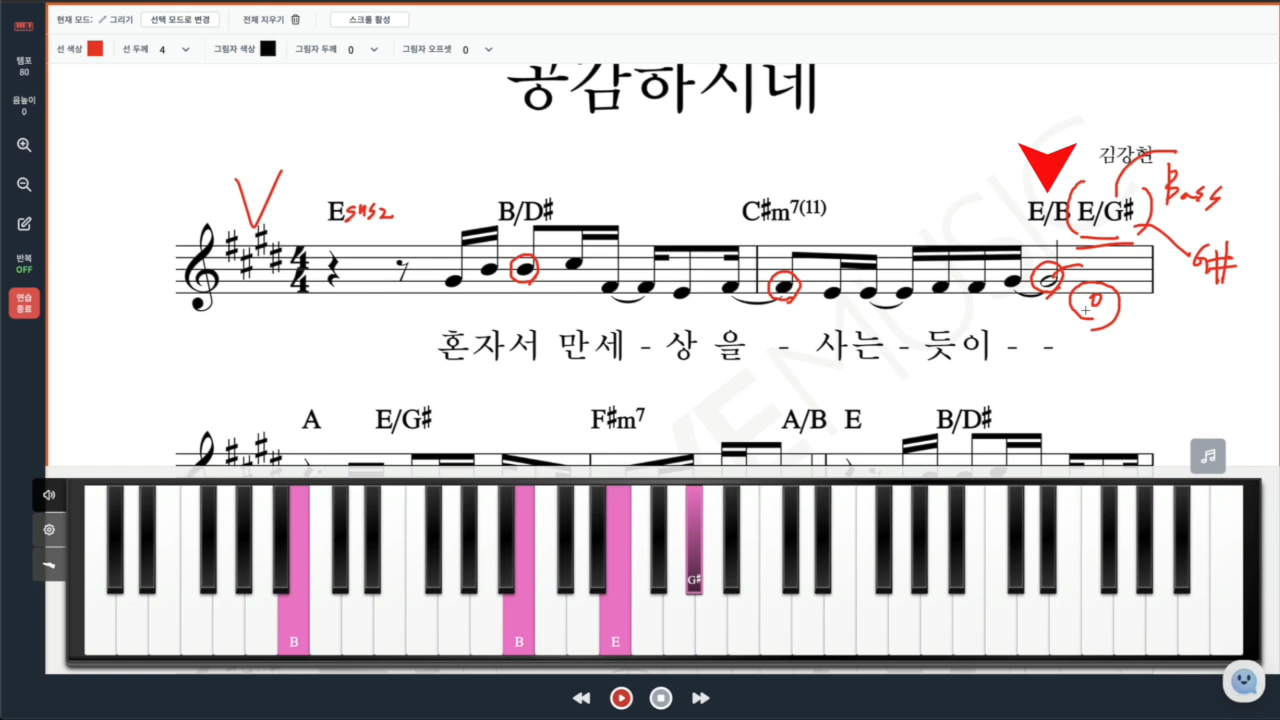 현재 모드: 그리기 선택 모드로 변경 전체 지우기 스크롤 활성
선 색상 선 두께 4 그림자 색상 그림자 두께 0 그림자 오프셋 0
템포
80
음높이
0
반복
OFF
연습
종료
공감하시네
김강현
Esus2 B/D# C#m7(11) E/B E/G# Bass
G#
4
4
혼자서 만세 - 상 을 - 사는 - 듯이 - -
A E/G# F#m7 A/B E B/D#
YEMUSIC
G#
B B E